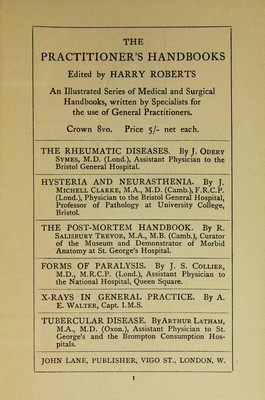 THE
PRACTITIONER'S HANDBOOKS
Edited by HARRY ROBERTS
An Illustrated Series of Medical and Surgical
Handbooks, written by Specialists for
the use of General Practitioners.
Crown 8vo. Price 5/- net each.
THE RHEUMATIC DISEASES. By J. ODERY
SYMES, M.D. (Lond.), Assistant Physician to the
Bristol General Hospital.
HYSTERIA AND NEURASTHENIA. By J.
MICHELL CLARKE, M.A., M.D. (Camb.), F.R.C.P.
(Lond.), Physician to the Bristol General Hospital,
Professor of Pathology at University College,
Bristol.
THE POST-MORTEM HANDBOOK. By R.
SALISBURY TREVOR, M.A., M.B. (Camb.), Curator
of the Museum and Demonstrator of Morbid
Anatomy at St. George's Hospital.
FORMS OF PARALYSIS. By J. S. COLLIER,
M.D., M.R.C.P. (Lond.), Assistant Physician to
the National Hospital, Queen Square.
X-RAYS IN GENERAL PRACTICE. By A.
E. WALTER, Capt. I.M.S.
TUBERCULAR DISEASE. By ARTHUR LATHAM,
M.A., M.D. (Oxon.), Assistant Physician to St.
George's and the Brompton Consumption Hos-
pitals.
JOHN LANE, PUBLISHER, VIGO ST., LONDON, W.
1